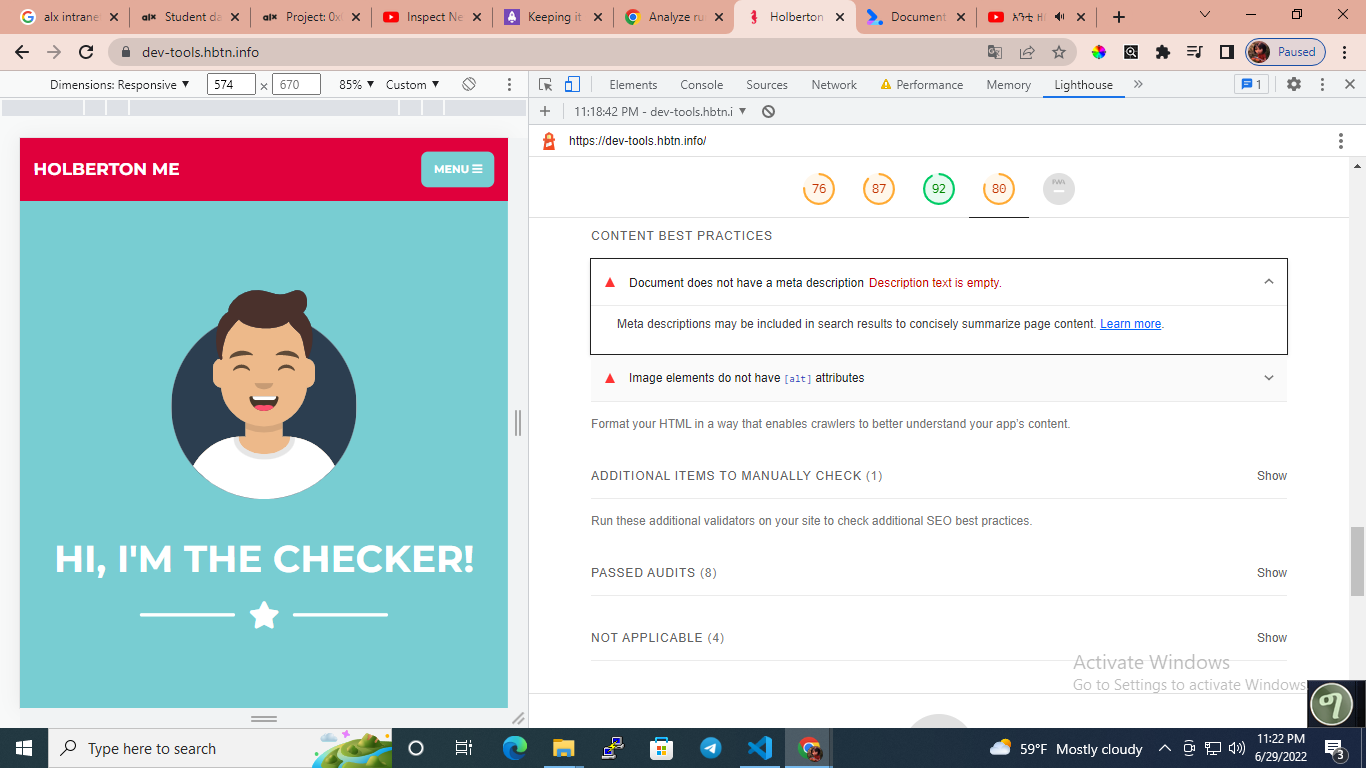 alx intrane
Student da
Project: 0x
Inspect Ne
Keeping it
Analyze ru
Holberton
Document
አንቺ ዘ
dev-tools.hbtn.info
Paused
Dimensions: Responsive
574 × 670
85%
Custom
Elements
Console
Sources
Network
Performance
Memory
Lighthouse
1
11:18:42 PM - dev-tools.hbtn.i
https://dev-tools.hbtn.info/
HOLBERTON ME
MENU
76
87
92
80
PWA
CONTENT BEST PRACTICES
Document does not have a meta description Description text is empty.
Meta descriptions may be included in search results to concisely summarize page content. Learn more.
Image elements do not have [alt] attributes
Format your HTML in a way that enables crawlers to better understand your app's content.
ADDITIONAL ITEMS TO MANUALLY CHECK (1)
Show
Run these additional validators on your site to check additional SEO best practices.
PASSED AUDITS (8)
Show
NOT APPLICABLE (4)
Show
HI, I'M THE CHECKER!
Activate Windows
Go to Settings to activate Windows
ግ
Type here to search
59°F Mostly cloudy
11:22 PM
6/29/2022
3